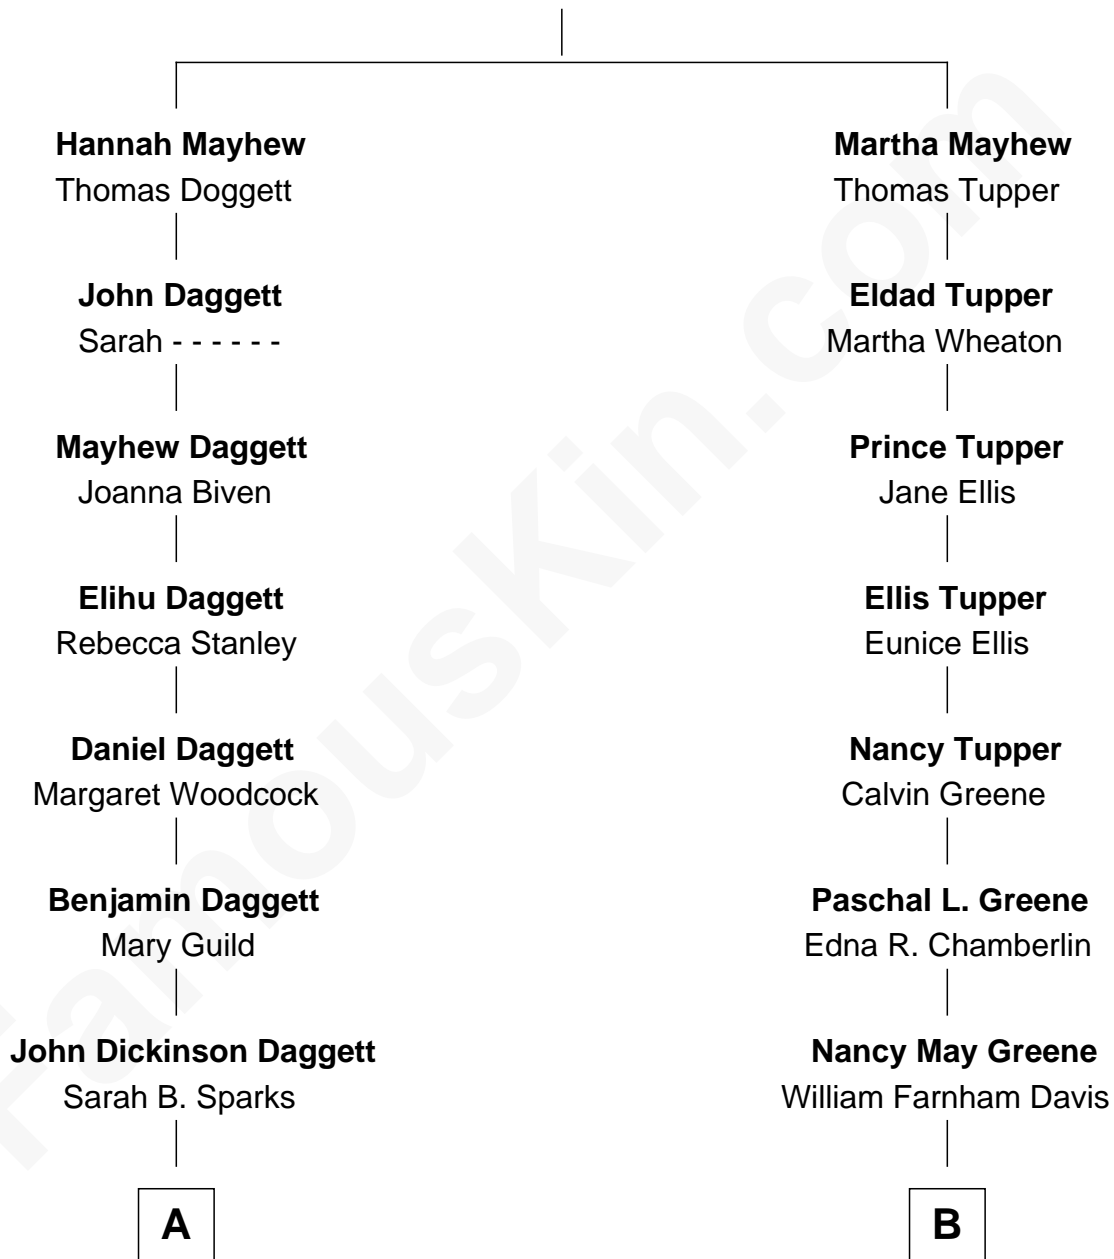 Hannah Mayhew
Thomas Doggett
Martha Mayhew
Thomas Tupper
John Daggett
Sarah - - - - - -
Eldad Tupper
Martha Wheaton
Mayhew Daggett
Joanna Biven
Prince Tupper
Jane Ellis
Elihu Daggett
Rebecca Stanley
Ellis Tupper
Eunice Ellis
Daniel Daggett
Margaret Woodcock
Nancy Tupper
Calvin Greene
Benjamin Daggett
Mary Guild
Paschal L. Greene
Edna R. Chamberlin
John Dickinson Daggett
Sarah B. Sparks
Nancy May Greene
William Farnham Davis
A
B
FamousKin.com